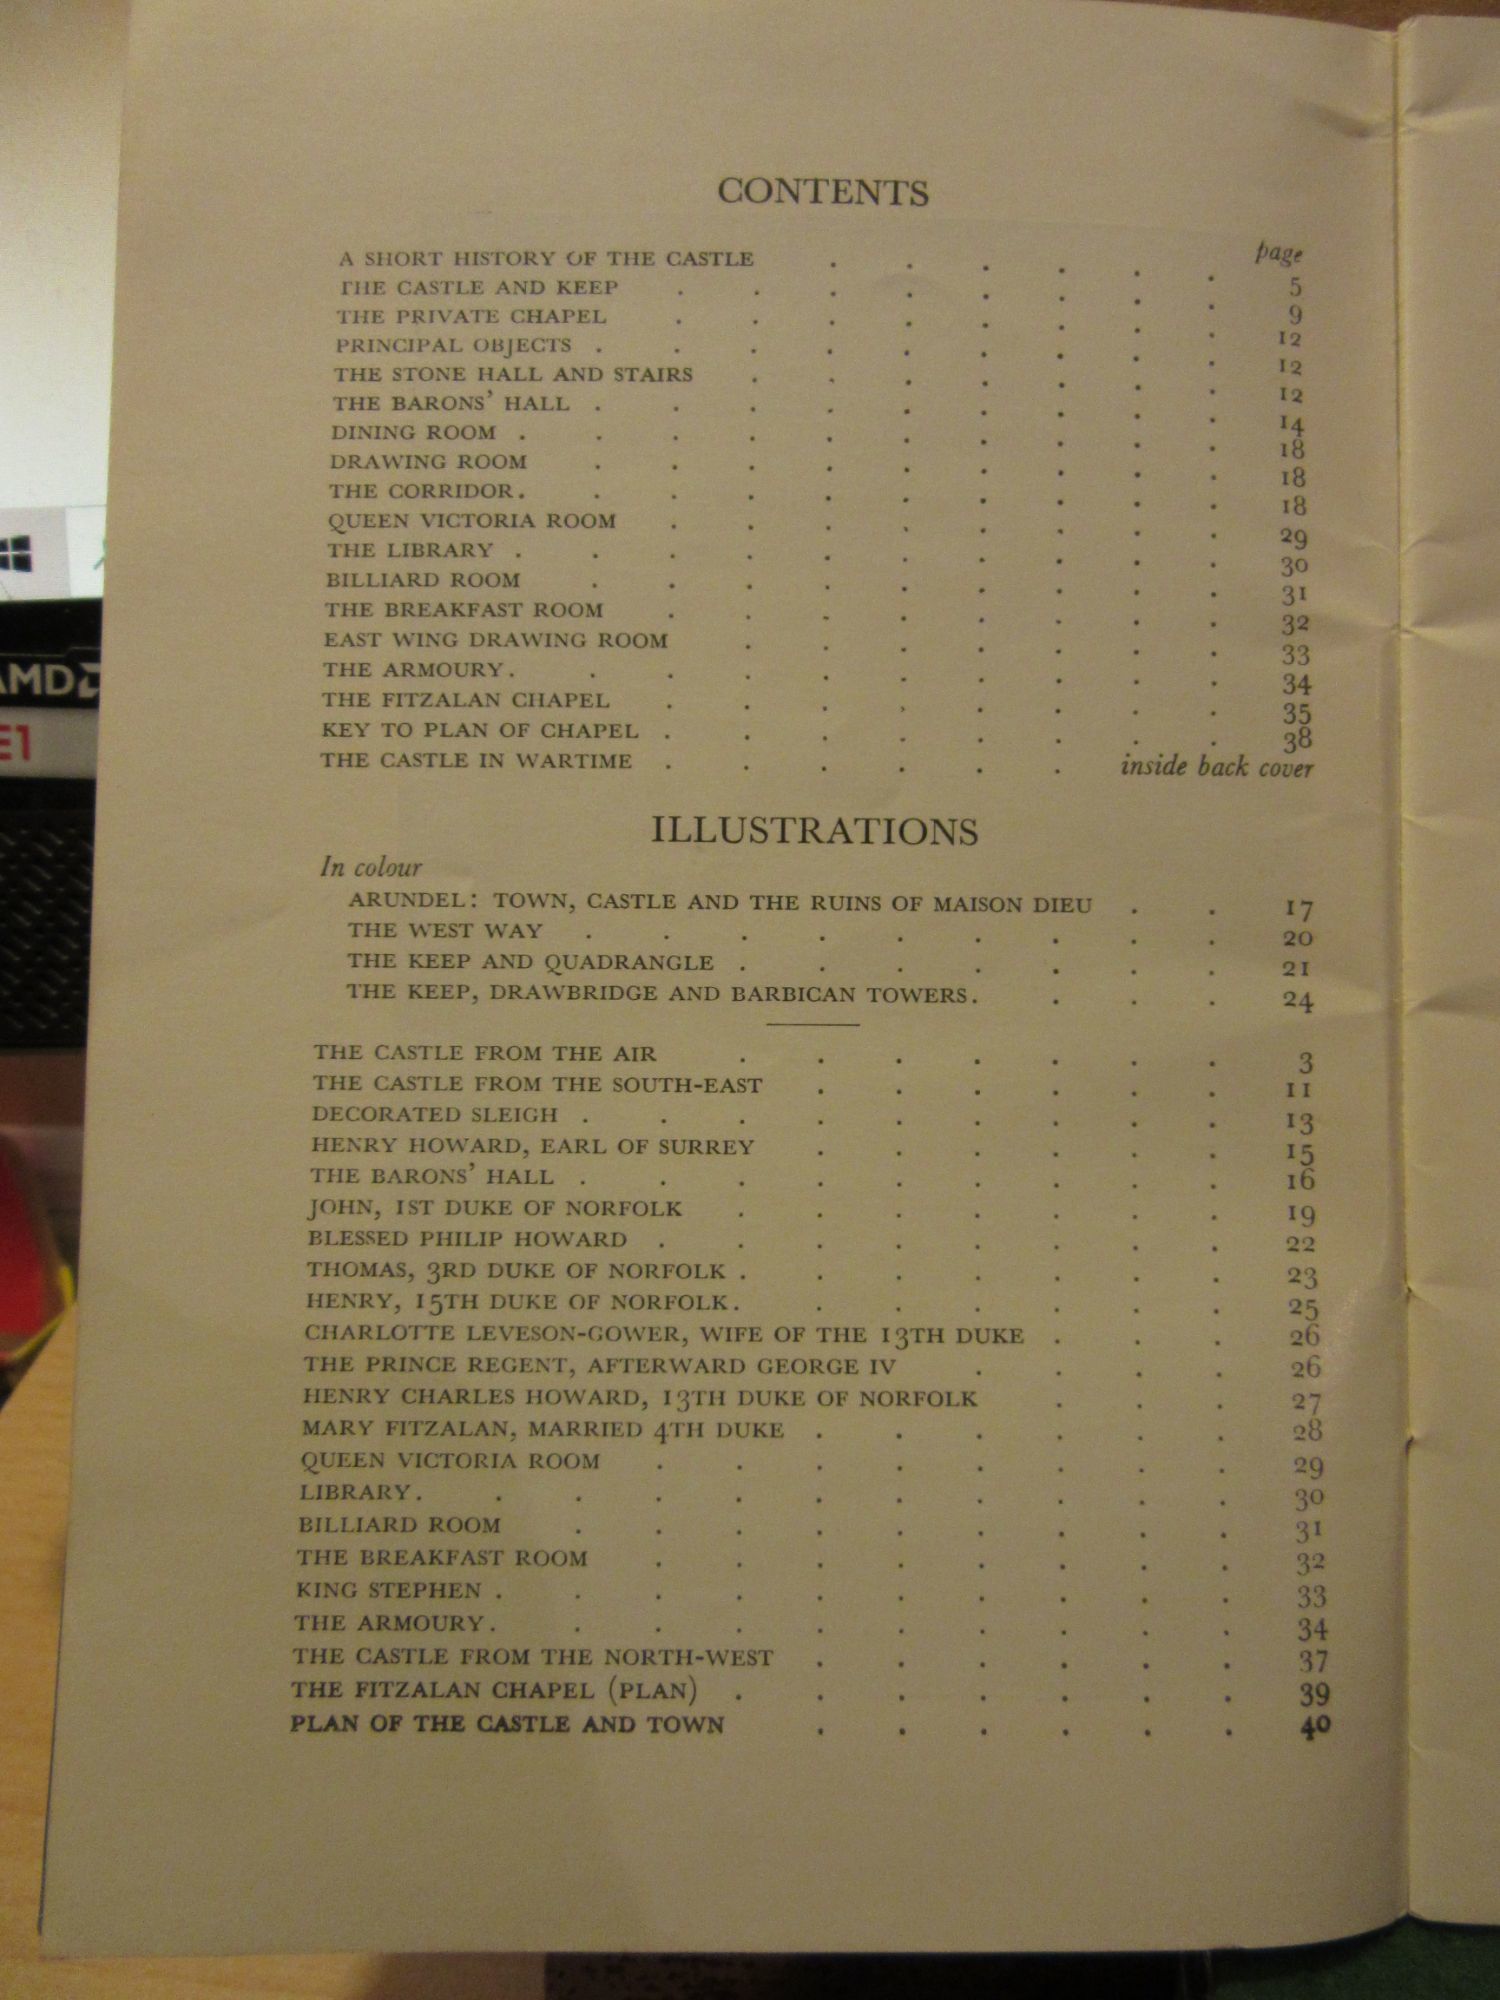 CONTENTS
page
A SHORT HISTORY OF THE CASTLE . . . . . . 5
THE CASTLE AND KEEP . . . . . . . . 9
THE PRIVATE CHAPEL . . . . . . . . 12
PRINCIPAL OBJECTS . . . . . . . . . 12
THE STONE HALL AND STAIRS . . . . . . . 12
THE BARONS' HALL . . . . . . . . . 14
DINING ROOM . . . . . . . . . . 18
DRAWING ROOM . . . . . . . . . 18
THE CORRIDOR . . . . . . . . . . 18
QUEEN VICTORIA ROOM . . . . . . . . 29
THE LIBRARY . . . . . . . . . . 30
BILLIARD ROOM . . . . . . . . . 31
THE BREAKFAST ROOM . . . . . . . . 32
EAST WING DRAWING ROOM . . . . . . . 33
THE ARMOURY . . . . . . . . . . 34
THE FITZALAN CHAPEL . . . . . . . . 35
KEY TO PLAN OF CHAPEL . . . . . . . . 38
THE CASTLE IN WARTIME . . . . . . inside back cover
ILLUSTRATIONS
In colour
ARUNDEL: TOWN, CASTLE AND THE RUINS OF MAISON DIEU . . 17
THE WEST WAY . . . . . . . . . 20
THE KEEP AND QUADRANGLE . . . . . . . 21
THE KEEP, DRAWBRIDGE AND BARBICAN TOWERS . . . . 24
THE CASTLE FROM THE AIR . . . . . . . 3
THE CASTLE FROM THE SOUTH-EAST . . . . . . 11
DECORATED SLEIGH . . . . . . . . . 13
HENRY HOWARD, EARL OF SURREY . . . . . . 15
THE BARONS' HALL . . . . . . . . . 16
JOHN, 1ST DUKE OF NORFOLK . . . . . . . 19
BLESSED PHILIP HOWARD . . . . . . . . 22
THOMAS, 3RD DUKE OF NORFOLK . . . . . . . 23
HENRY, 15TH DUKE OF NORFOLK . . . . . . . 25
CHARLOTTE LEVESON-GOWER, WIFE OF THE 13TH DUKE . . . 26
THE PRINCE REGENT, AFTERWARD GEORGE IV . . . . 26
HENRY CHARLES HOWARD, 13TH DUKE OF NORFOLK . . . 27
MARY FITZALAN, MARRIED 4TH DUKE . . . . . . 28
QUEEN VICTORIA ROOM . . . . . . . . 29
LIBRARY . . . . . . . . . . . 30
BILLIARD ROOM . . . . . . . . . 31
THE BREAKFAST ROOM . . . . . . . . 32
KING STEPHEN . . . . . . . . . . 33
THE ARMOURY . . . . . . . . . . 34
THE CASTLE FROM THE NORTH-WEST . . . . . . 37
THE FITZALAN CHAPEL (PLAN) . . . . . . . 39
PLAN OF THE CASTLE AND TOWN . . . . . . 40
AMD
E1